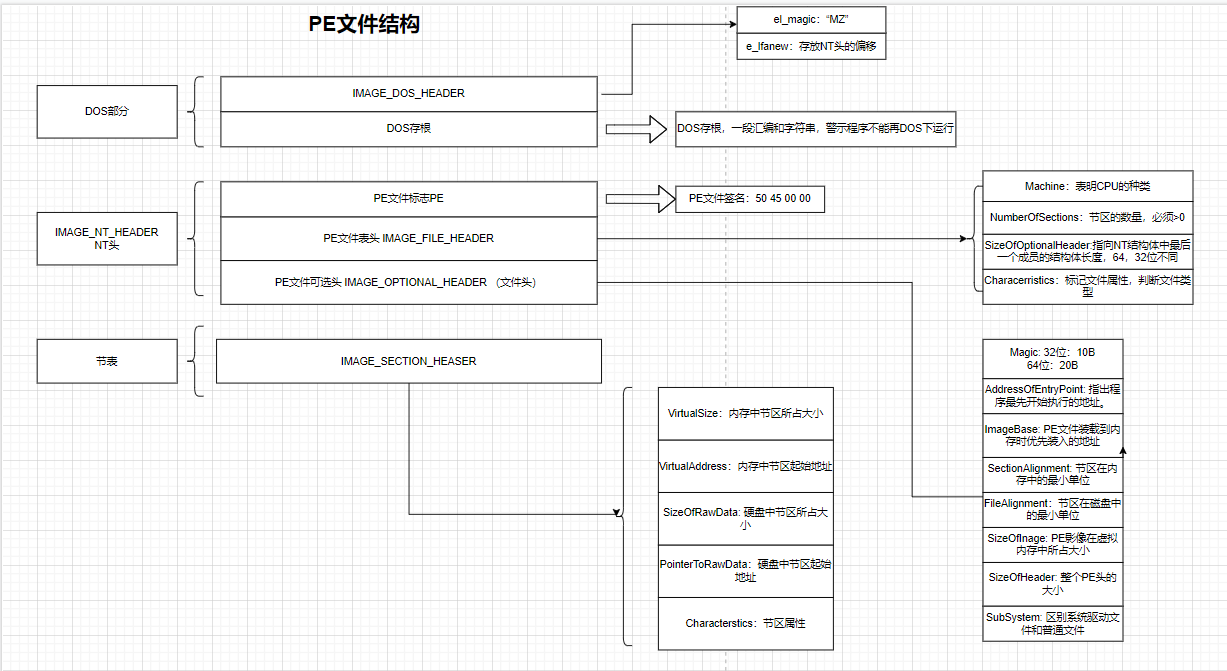 PE文件结构
el_magic：“MZ”
e_lfanew：存放NT头的偏移
DOS部分
IMAGE_DOS_HEADER
DOS存根
DOS存根，一段汇编和字符串，警示程序不能再DOS下运行
IMAGE_NT_HEADER
NT头
PE文件标志PE
PE文件签名：50 45 00 00
PE文件表头 IMAGE_FILE_HEADER
PE文件可选头 IMAGE_OPTIONAL_HEADER （文件头）
Machine：表明CPU的种类
NumberOfSections：节区的数量，必须>0
SizeOfOptionalHeader:指向NT结构体中最后
一个成员的结构体长度，64，32位不同
Characerristics：标记文件属性，判断文件类
型
节表
IMAGE_SECTION_HEASER
VirtualSize：内存中节区所占大小
VirtualAddress：内存中节区起始地址
SizeOfRawData: 硬盘中节区所占大
小
PointerToRawData：硬盘中节区起始
地址
Characterstics：节区属性
Magic: 32位：10B
64位：20B
AddressOfEntryPoint: 指出程
序最先开始执行的地址。
ImageBase: PE文件装载到内
存时优先装入的地址
SectionAlignment: 节区在内
存中的最小单位
FileAlignment：节区在磁盘中
的最小单位
SizeOfInage: PE影像在虚拟
内存中所占大小
SizeOfHeader: 整个PE头的
大小
SubSystem: 区别系统驱动文
件和普通文件